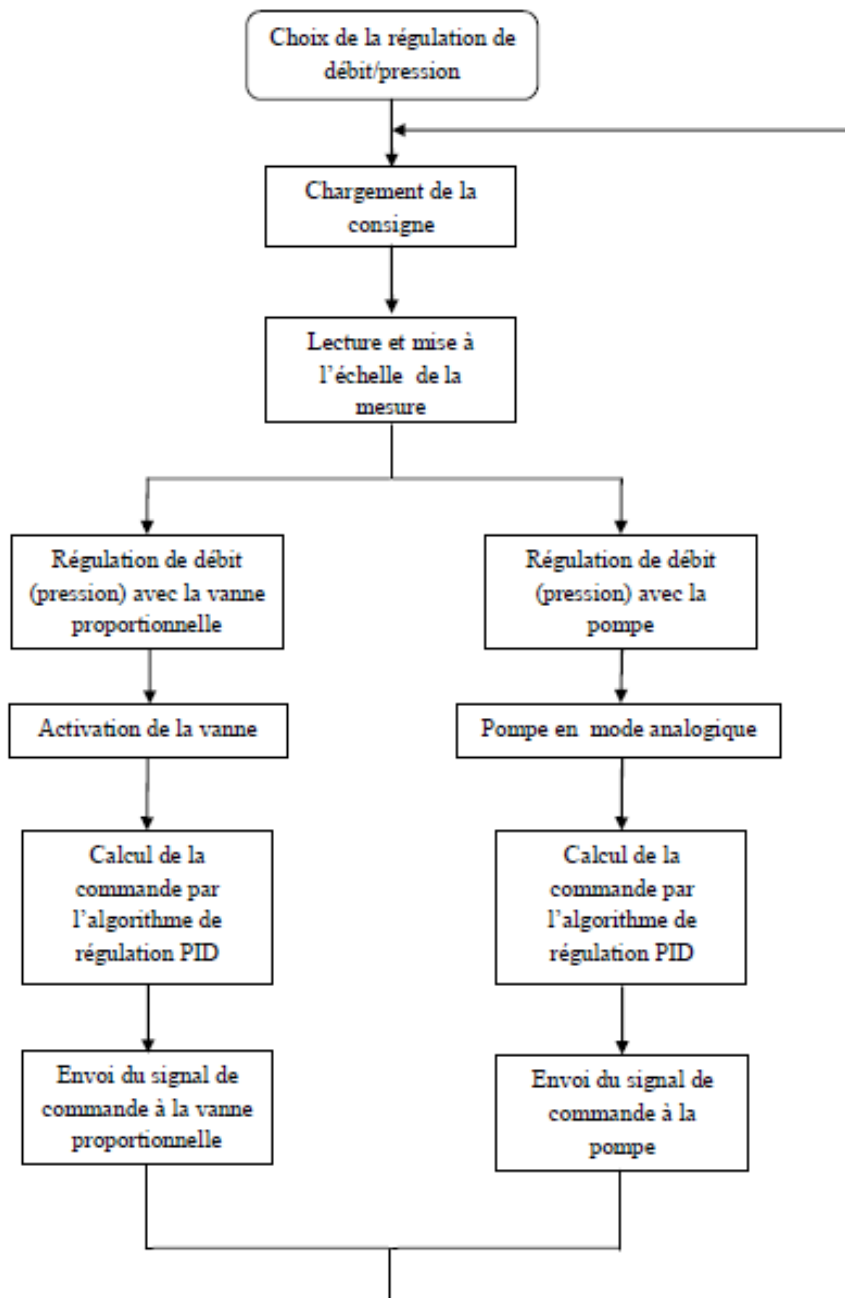 Choix de la régulation de
débit/pression
Chargement de la
consigne
Lecture et mise à
l’échelle de la
mesure
Régulation de débit
(pression) avec la vanne
proportionnelle
Activation de la vanne
Calcul de la
commande par
l’algorithme de
régulation PID
Envoi du signal de
commande à la vanne
proportionnelle
Régulation de débit
(pression) avec la
pompe
Pompe en mode analogique
Calcul de la
commande par
l’algorithme de
régulation PID
Envoi du signal de
commande à la
pompe